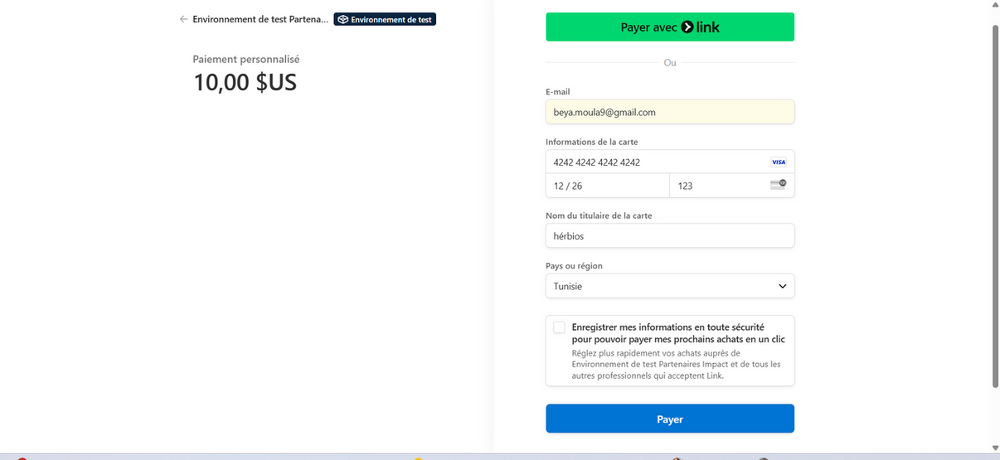 Environnement de test Partena...
Environnement de test
Paiement personnalisé
10,00 $US
Payer avec link
Ou
E-mail
beya.moula9@gmail.com
Informations de la carte
4242 4242 4242 4242
VISA
12 / 26
123
Nom du titulaire de la carte
hérbios
Pays ou région
Tunisie
Enregistrer mes informations en toute sécurité
pour pouvoir payer mes prochains achats en un clic
Réglez plus rapidement vos achats auprès de
Environnement de test Partenaires Impact et de tous les
autres professionnels qui acceptent Link.
Payer